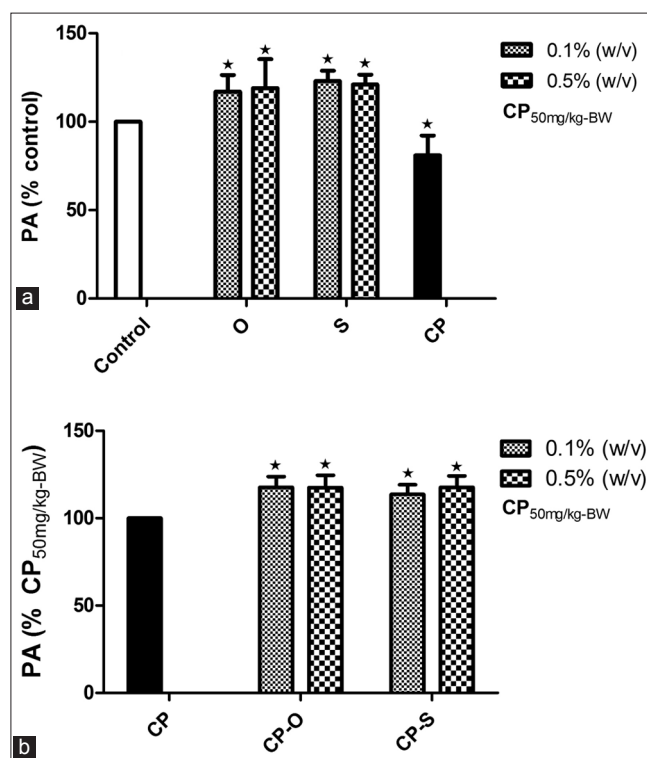 PA (% control)
150
100
50
0
Control
O
S
CP
★ ★ ★ ★ ★
0.1% (w/v)
0.5% (w/v)
CP50mg/kg-BW
a
PA (% CP50mg/kg-BW)
150
100
50
0
CP
CP-O
CP-S
★ ★ ★ ★
0.1% (w/v)
0.5% (w/v)
CP50mg/kg-BW
b